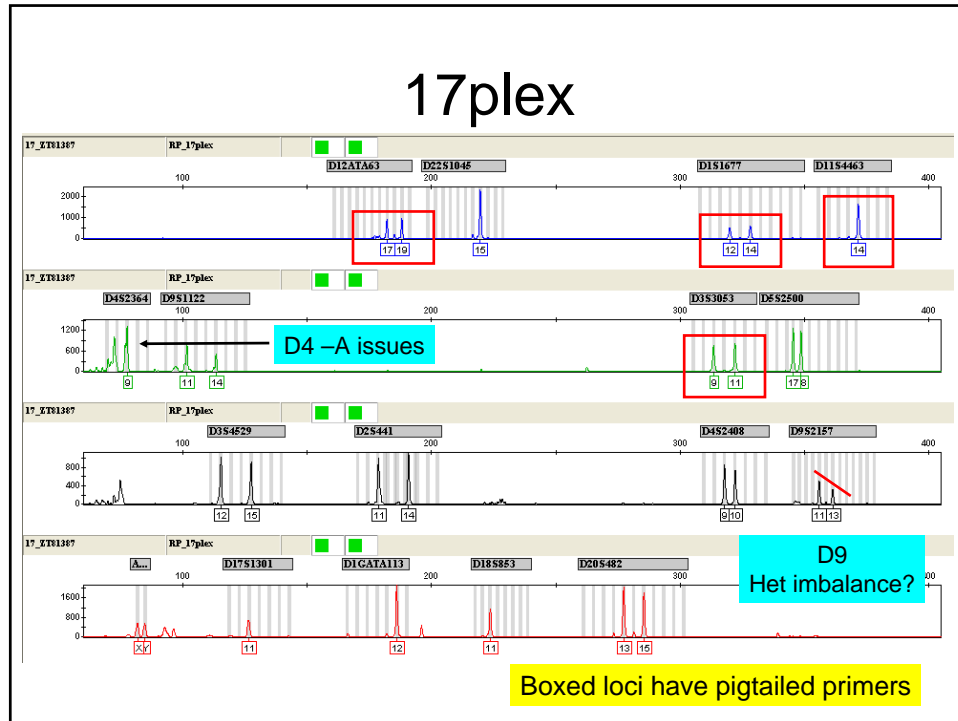 17plex
17_ZT81387 RP_17plex
D12ATA63 D22S1045 D1S1677 D11S4463
100 200 300 400
2000
1000
0
17 19 15 12 14 14
17_ZT81387 RP_17plex
D4S2364 D9S1122 D3S3053 D5S2500
100 200 300 400
1200
600
0
D4 –A issues
9 11 14 9 11 17 8
17_ZT81387 RP_17plex
D3S4529 D2S441 D4S2408 D9S2157
100 200 300 400
800
400
0
12 15 11 14 9 10 11 13
17_ZT81387 RP_17plex
A... D17S1301 D1GATA113 D18S853 D20S482
100 200 300 400
1600
800
0
X Y 11 12 11 13 15
D9
Het imbalance?
Boxed loci have pigtailed primers